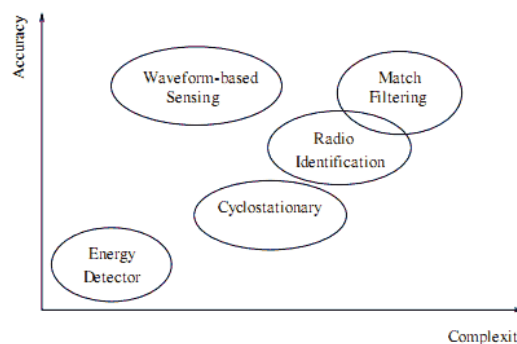 Accuracy
Waveform-based
Sensing
Match
Filtering
Radio
Identification
Cyclostationary
Energy
Detector
Complexit